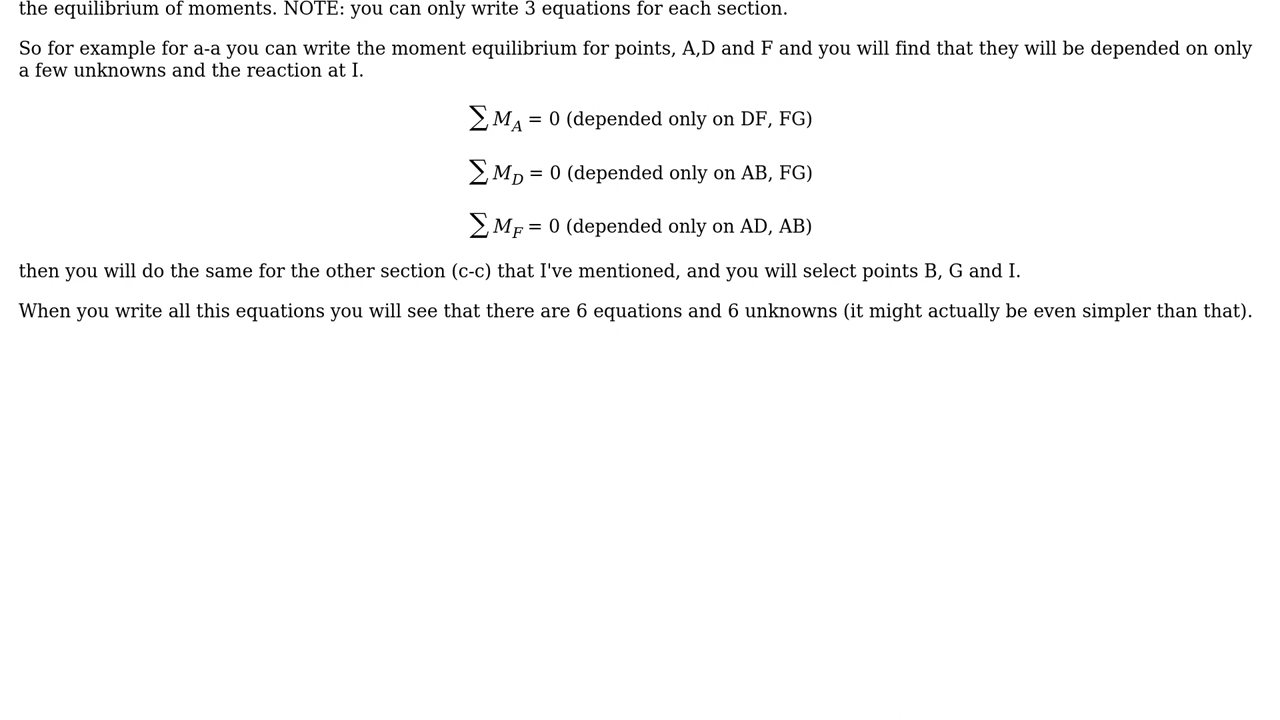 the equilibrium of moments. NOTE: you can only write 3 equations for each section.
So for example for a-a you can write the moment equilibrium for points, A,D and F and you will find that they will be depended on only
a few unknowns and the reaction at I.
∑ M_A = 0 (depended only on DF, FG)
∑ M_D = 0 (depended only on AB, FG)
∑ M_F = 0 (depended only on AD, AB)
then you will do the same for the other section (c-c) that I've mentioned, and you will select points B, G and I.
When you write all this equations you will see that there are 6 equations and 6 unknowns (it might actually be even simpler than that).